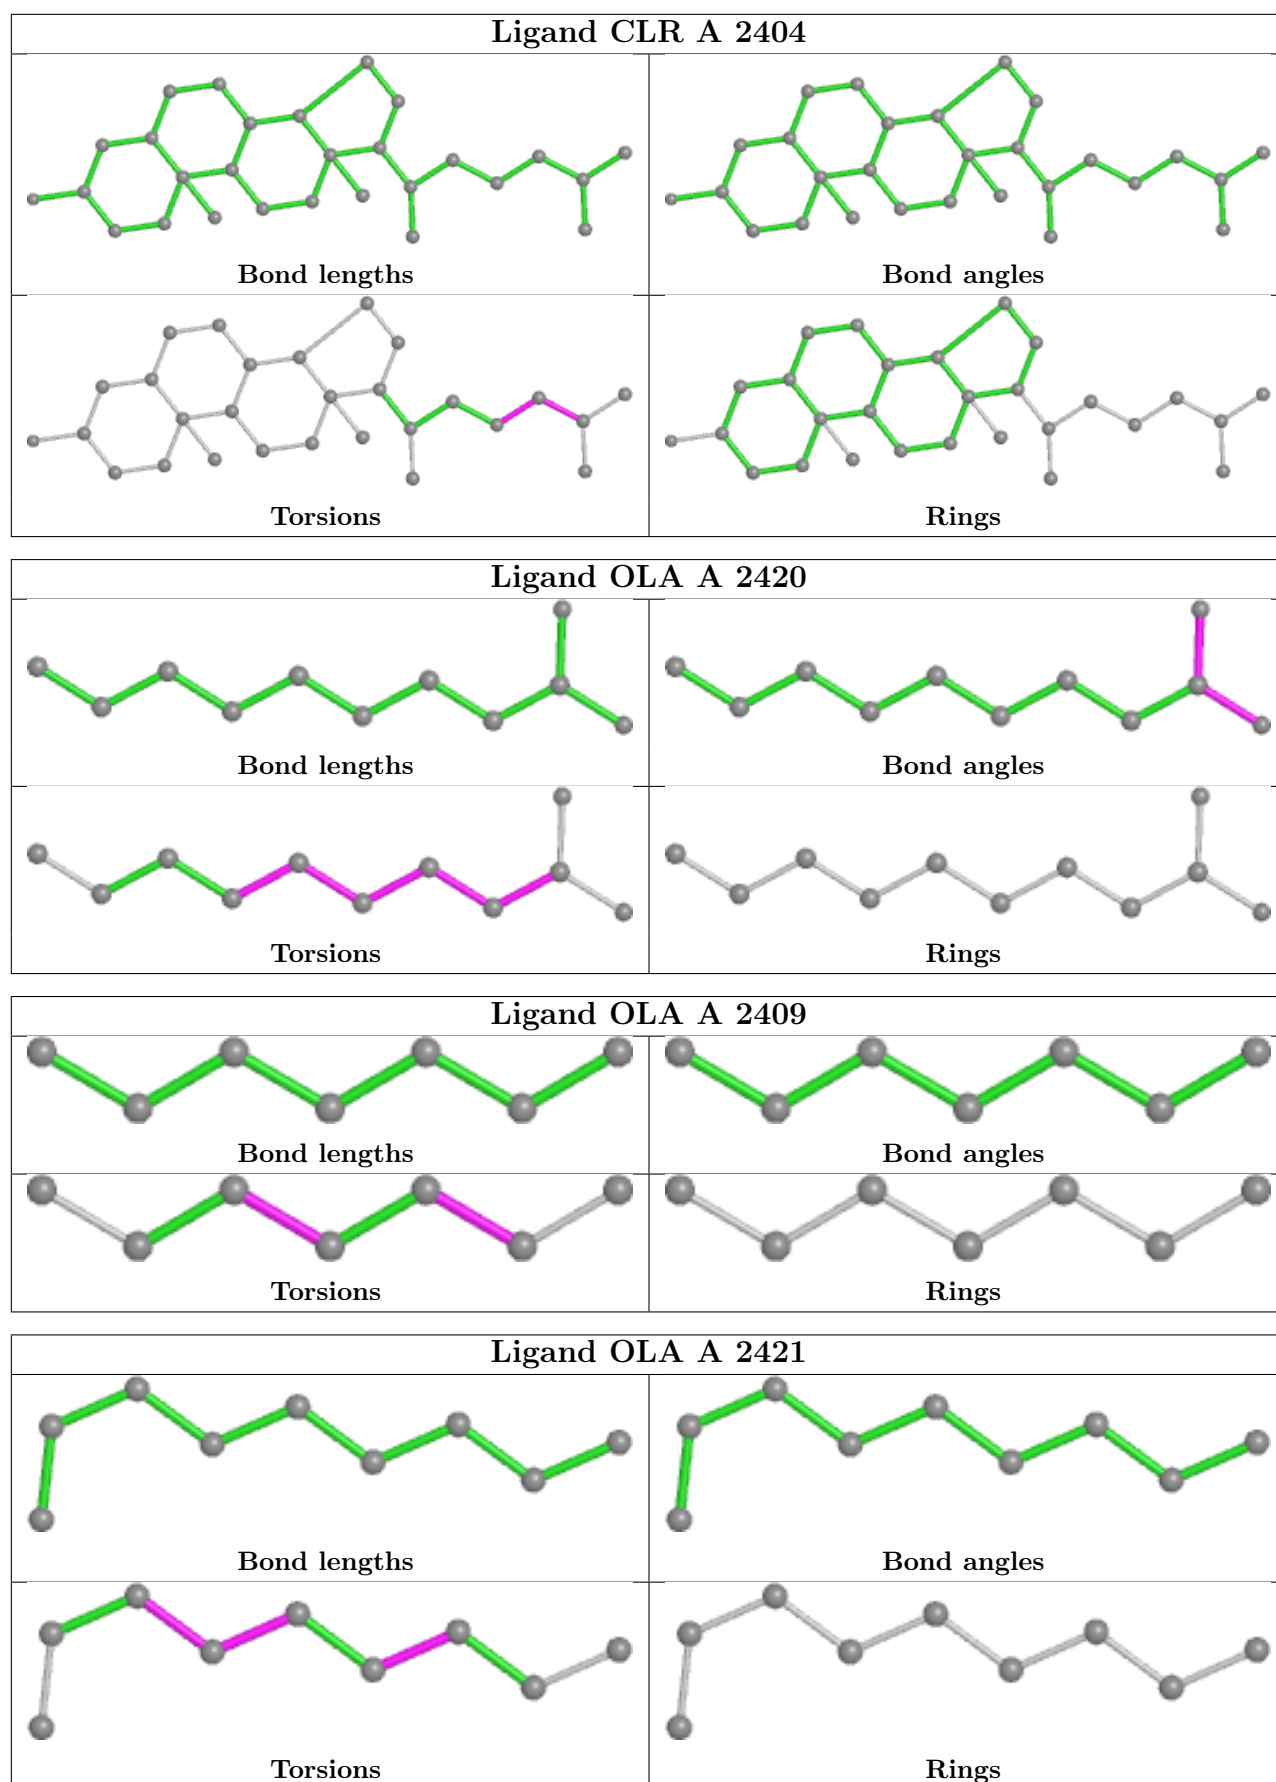 Ligand CLR A 2404
Bond lengths
Bond angles
Torsions
Rings
Ligand OLA A 2420
Bond lengths
Bond angles
Torsions
Rings
Ligand OLA A 2409
Bond lengths
Bond angles
Torsions
Rings
Ligand OLA A 2421
Bond lengths
Bond angles
Torsions
Rings